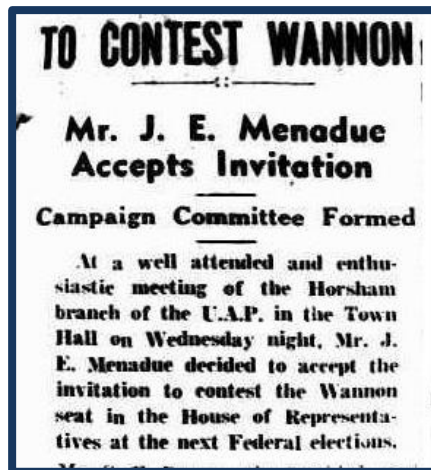 TO CONTEST WANNON
Mr. J. E. Menadue
Accepts Invitation
Campaign Committee Formed
At a well attended and enthu-
siastic meeting of the Horsham
branch of the U.A.P. in the Town
Hall on Wednesday night, Mr. J.
E. Menadue decided to accept the
invitation to contest the Wannon
seat in the House of Representa-
tives at the next Federal elections.